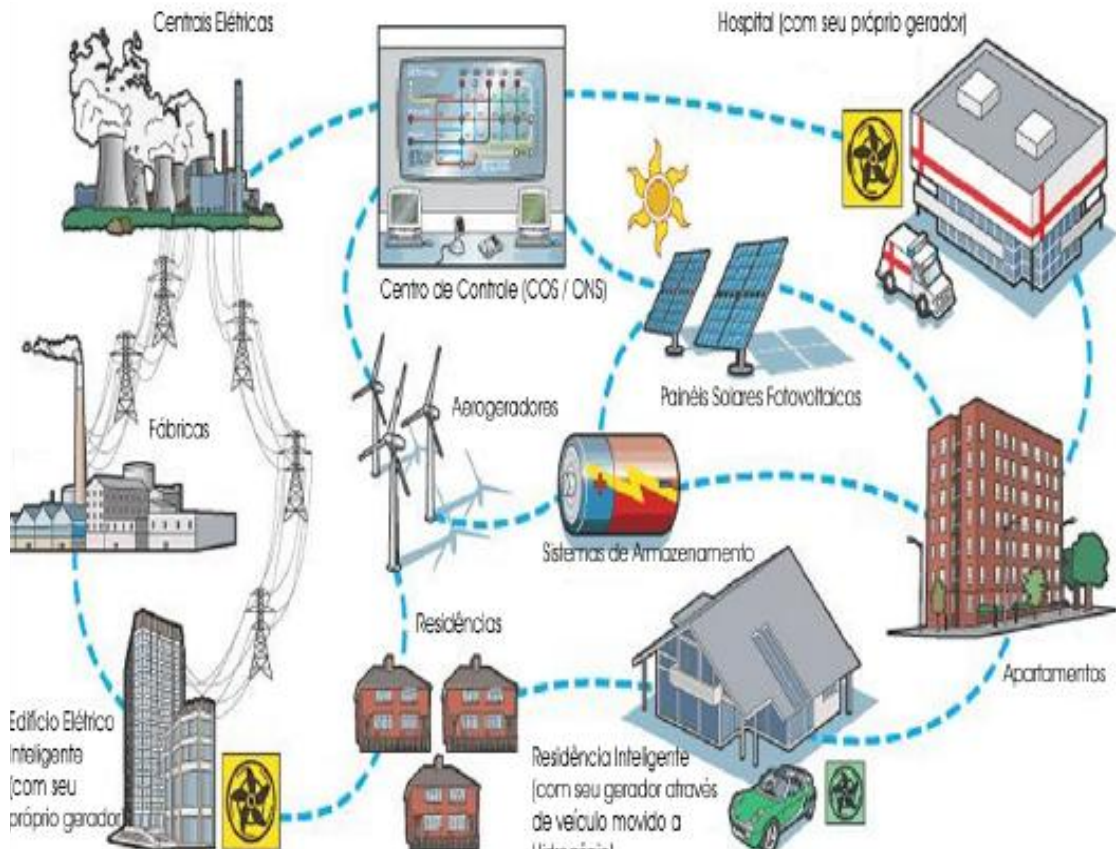 Centrais Elétricas
Hospital (com seu próprio gerador)
Centro de Controle (COS / ONS)
Painéis Solares Fotovoltaicos
Aerogeradores
Fábricas
Sistemas de Armazenamento
Residências
Apartamentos
Edifício Elétrico
Inteligente
(com seu
próprio gerador)
Residência Inteligente
(com seu gerador através
de veículo movido a